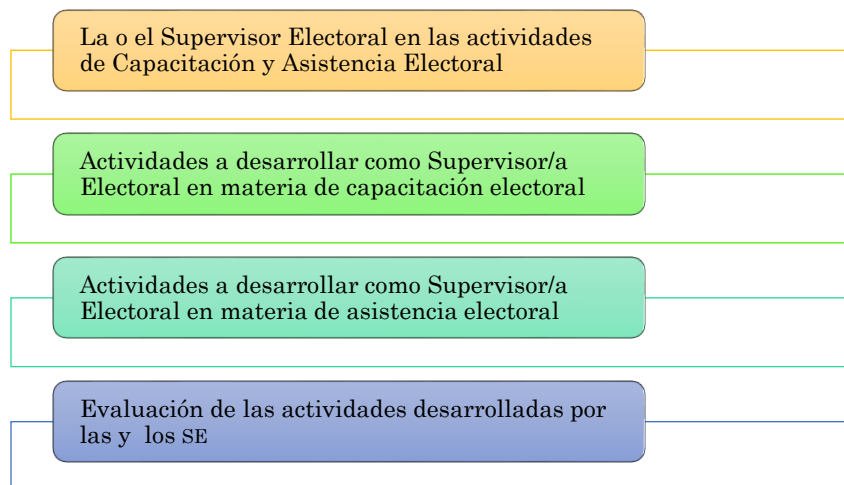 La o el Supervisor Electoral en las actividades
de Capacitación y Asistencia Electoral
Actividades a desarrollar como Supervisor/a
Electoral en materia de capacitación electoral
Actividades a desarrollar como Supervisor/a
Electoral en materia de asistencia electoral
Evaluación de las actividades desarrolladas por
las y  los SE